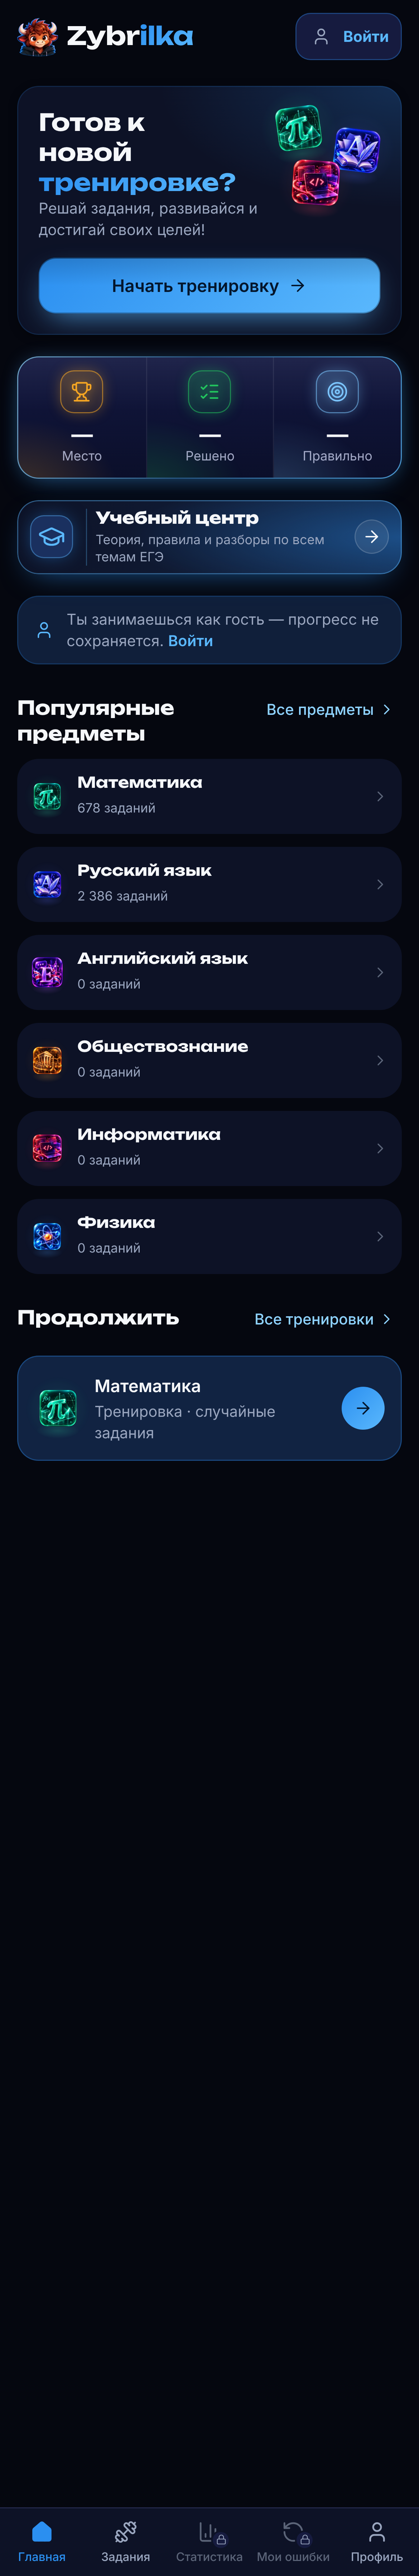 Zybrilka
Войти
Готов к
новой
тренировке?
Решай задания, развивайся и
достигай своих целей!
Начать тренировку
Место
Решено
Правильно
Учебный центр
Теория, правила и разборы по всем
темам ЕГЭ
Ты занимаешься как гость — прогресс не
сохраняется. Войти
Популярные
предметы
Все предметы
Математика
678 заданий
Русский язык
2 386 заданий
Английский язык
0 заданий
Обществознание
0 заданий
Информатика
0 заданий
Физика
0 заданий
Продолжить
Все тренировки
Математика
Тренировка · случайные
задания
Главная
Задания
Статистика
Мои ошибки
Профиль